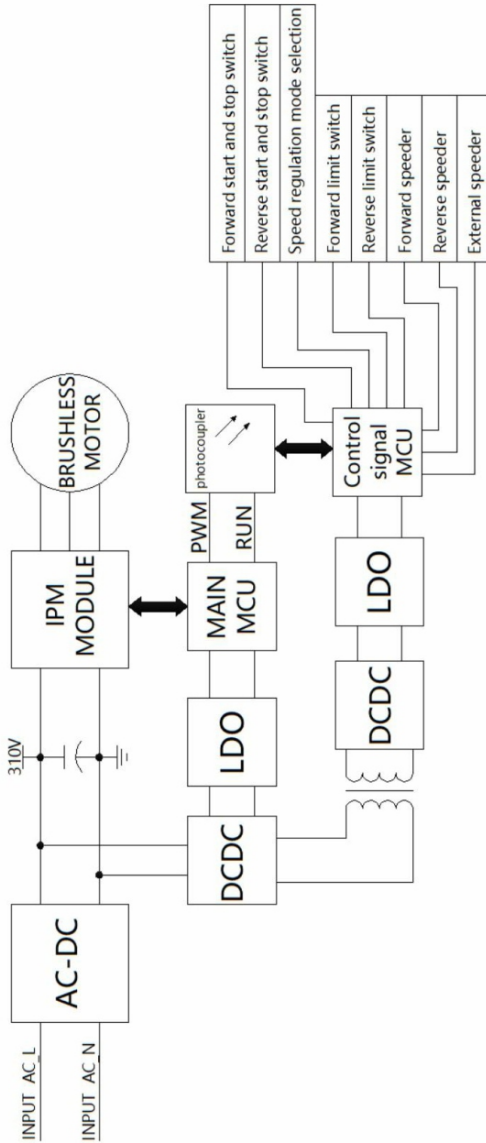 INPUT AC_L
INPUT AC_N
AC-DC
310V
IPM
MODULE
BRUSHLESS
MOTOR
DCDC
LDO
MAIN
MCU
PWM
RUN
photocoupler
DCDC
LDO
Control
signal
MCU
Forward start and stop switch
Reverse start and stop switch
Speed regulation mode selection
Forward limit switch
Reverse limit switch
Forward speeder
Reverse speeder
External speeder